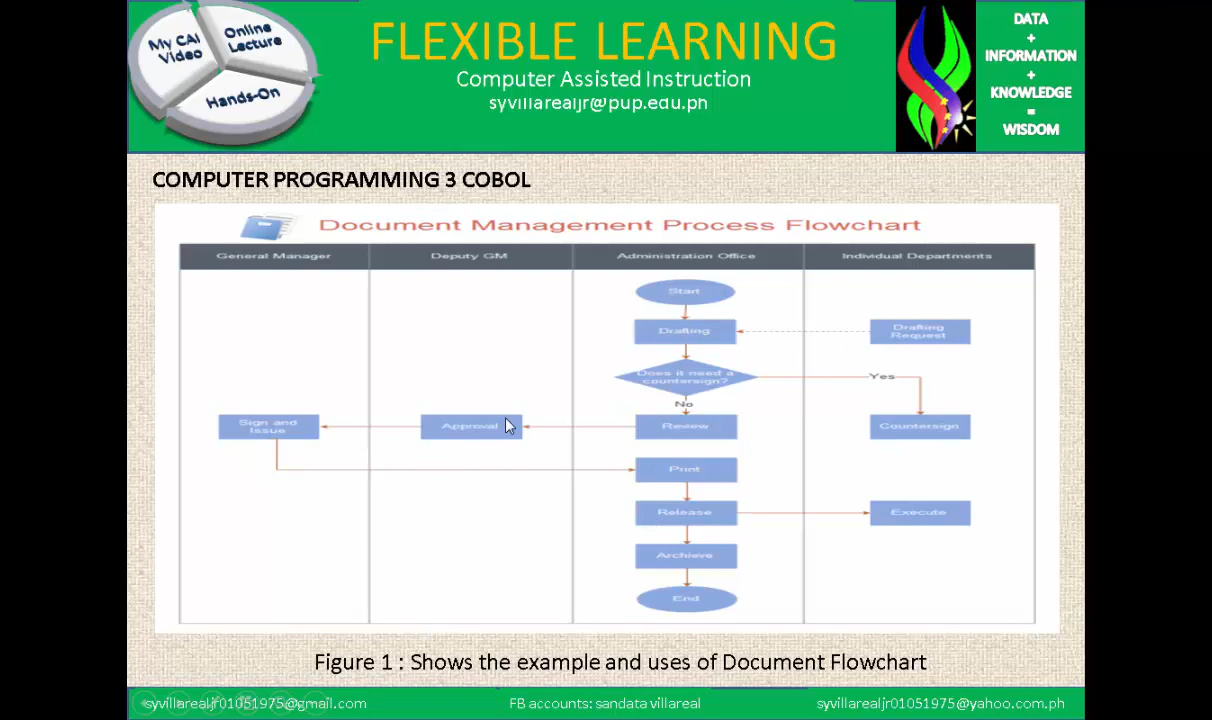 My CAI
Video
Online
Lecture
Hands-On
FLEXIBLE LEARNING
Computer Assisted Instruction
syvillarealjr@pup.edu.ph
DATA
+
INFORMATION
+
KNOWLEDGE
=
WISDOM
COMPUTER PROGRAMMING 3 COBOL
Document Management Process Flowchart
General Manager
Deputy GM
Administration Office
Individual Departments
Start
Drafting
Drafting
Request
Does it need a
countersign?
Yes
No
Sign and
Issue
Approval
Review
Countersign
Print
Release
Execute
Archieve
End
Figure 1 : Shows the example and uses of Document Flowchart
syvillarealjr01051975@gmail.com
FB accounts: sandata villareal
syvillarealjr01051975@yahoo.com.ph